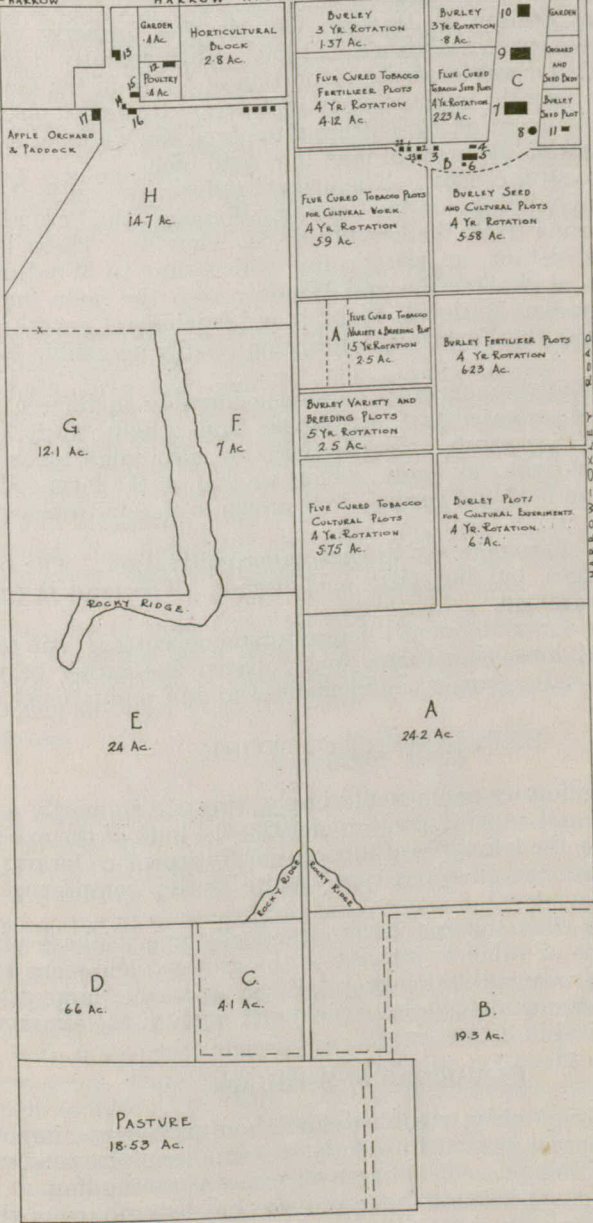 HARROW
HARROW
GARDEN
.4 Ac.
HORTICULTURAL
BLOCK
2.8 Ac.
13
12
POULTRY
.4 Ac.
15
14
16
17
APPLE ORCHARD
& PADDOCK
H
14.7 Ac.
BURLEY
3 YR. ROTATION
1.37 Ac.
BURLEY
3 YR. ROTATION
.8 Ac.
10
GARDEN
FLUE CURED TOBACCO
FERTILIZER PLOTS
4 YR. ROTATION
4.12 Ac.
FLUE CURED
TOBACCO SEED PLOTS
4 YR. ROTATION
2.23 Ac.
9
C
ORCHARD
AND
SEED BEDS
7
BURLEY
SEED PLOT
8
11
1
2
3
4
5
B
6
FLUE CURED TOBACCO PLOTS
FOR CULTURAL WORK
4 YR. ROTATION
5.9 Ac.
BURLEY SEED
AND CULTURAL PLOTS
4 YR. ROTATION
5.58 Ac.
x
A
FLUE CURED TOBACCO
VARIETY & BREEDING PLOT
5 YR. ROTATION
2.5 Ac.
BURLEY FERTILIZER PLOTS
4 YR. ROTATION
6.23 Ac.
G.
12.1 Ac.
F.
7 Ac.
BURLEY VARIETY AND
BREEDING PLOTS
5 YR. ROTATION
2.5 Ac.
FLUE CURED TOBACCO
CULTURAL PLOTS
4 YR. ROTATION
5.75 Ac.
BURLEY PLOTS
FOR CULTURAL EXPERIMENTS
4 YR. ROTATION
6 Ac.
ROCKY RIDGE.
E
24 Ac.
A
24.2 Ac.
ROCKY RIDGE
ROCKY RIDGE
D
6.6 Ac.
C.
4.1 Ac.
B.
19.3 Ac.
PASTURE
18.53 Ac.